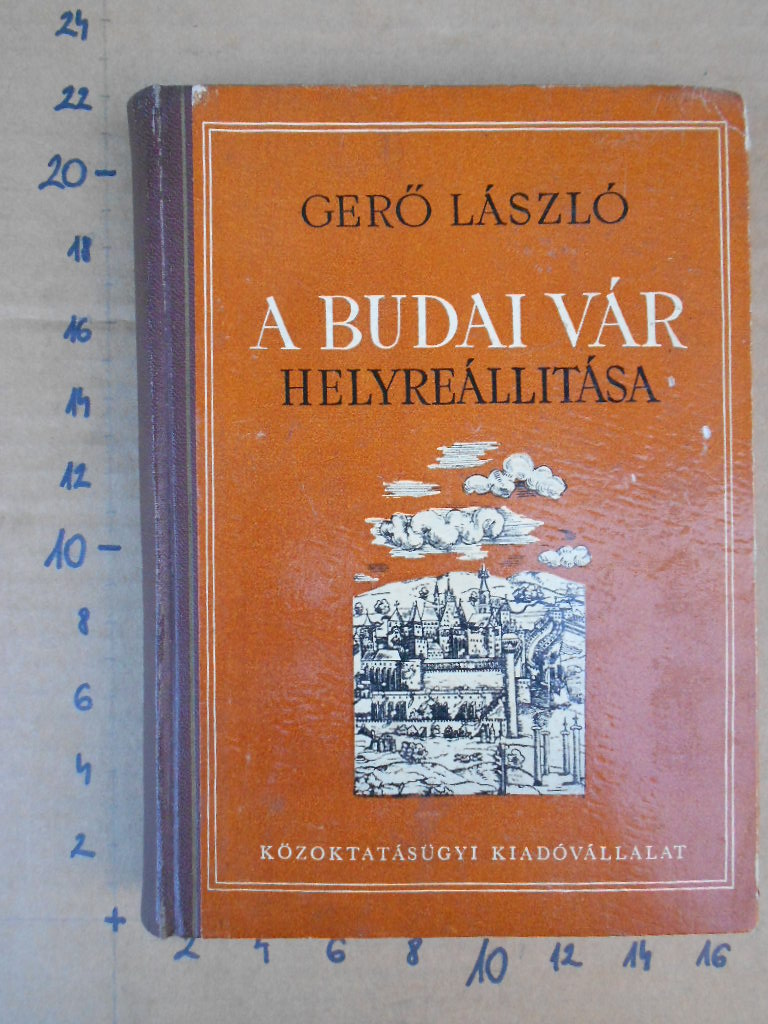 24
22
20
18
16
14
12
10
8
6
4
2
GERŐ LÁSZLÓ
A BUDAI VÁR
HELYREÁLLITÁSA
KÖZOKTATÁSÜGYI KIADÓVÁLLALAT
2 4 6 8 10 12 14 16